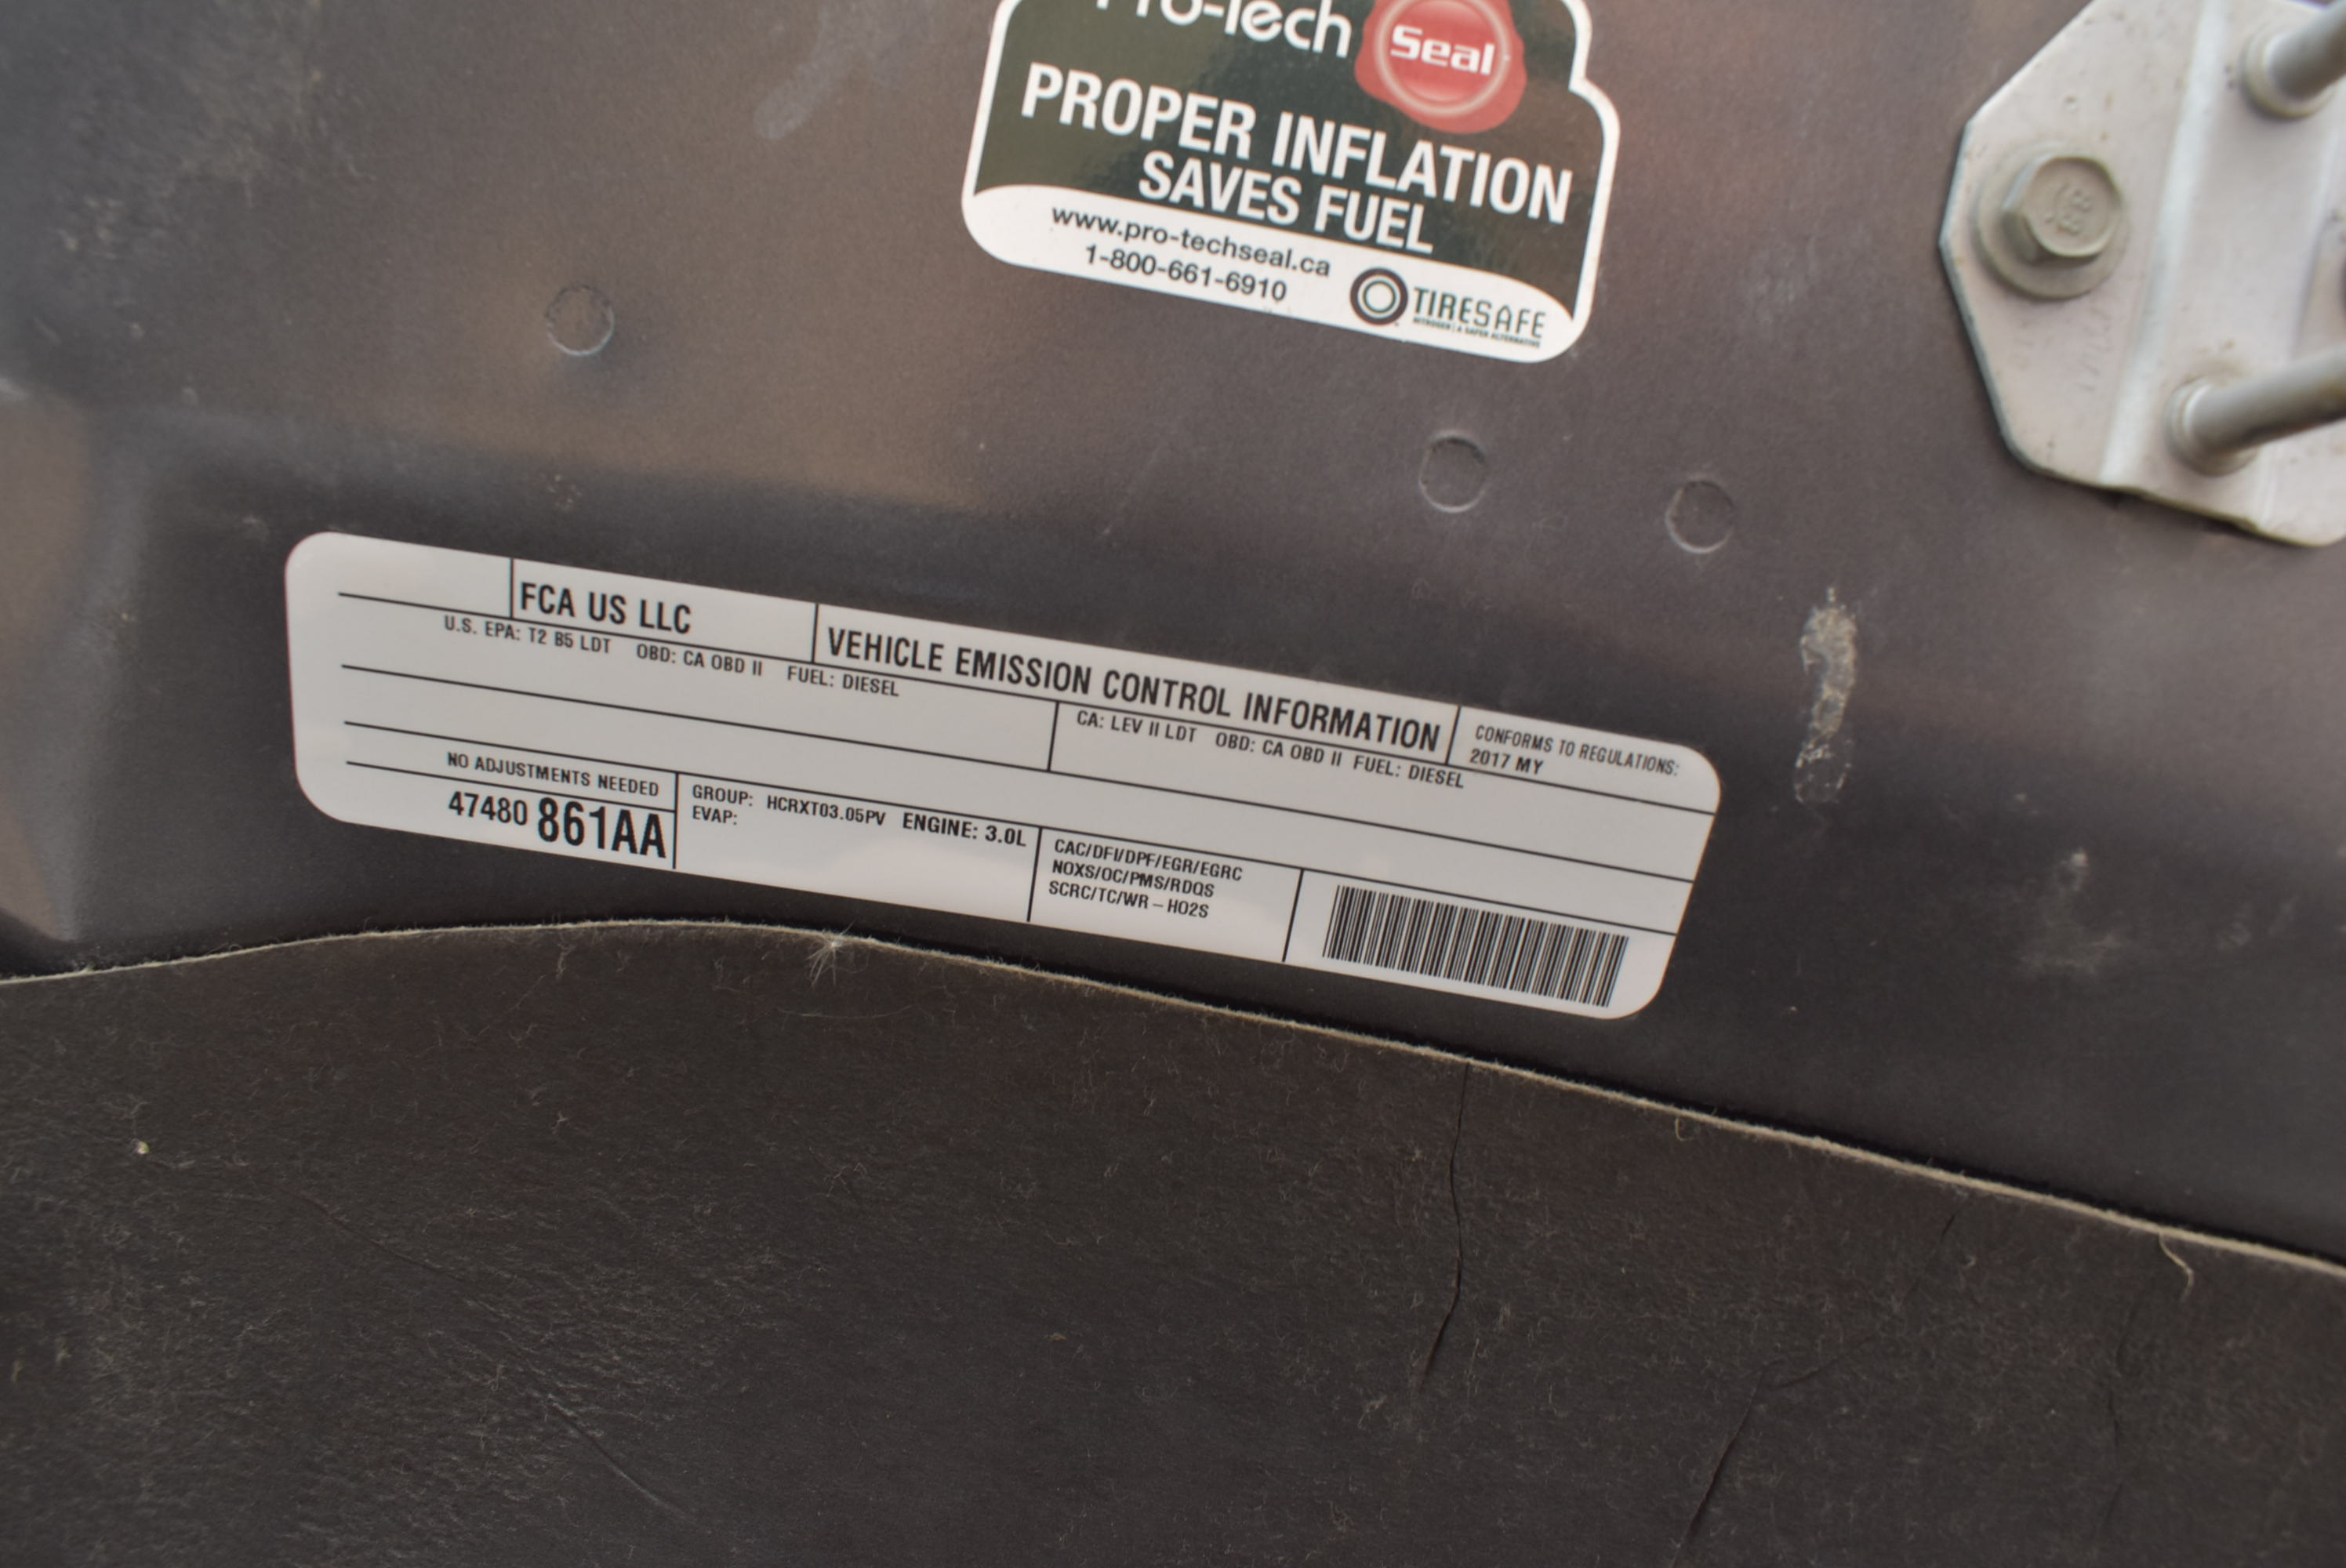 Pro-Tech Seal
PROPER INFLATION
SAVES FUEL
www.pro-techseal.ca
1-800-661-6910
TIRESAFE
NITROGEN | A SAFER ALTERNATIVE
FCA US LLC
VEHICLE EMISSION CONTROL INFORMATION
CONFORMS TO REGULATIONS:
2017 MY
U.S. EPA: T2 B5 LDT OBD: CA OBD II FUEL: DIESEL
CA: LEV II LDT OBD: CA OBD II FUEL: DIESEL
NO ADJUSTMENTS NEEDED
47480 861AA
GROUP: HCRXT03.05PV ENGINE: 3.0L
EVAP:
CAC/DFI/DPF/EGR/EGRC
NOXS/OC/PMS/RDQS
SCRC/TC/WR – HO2S